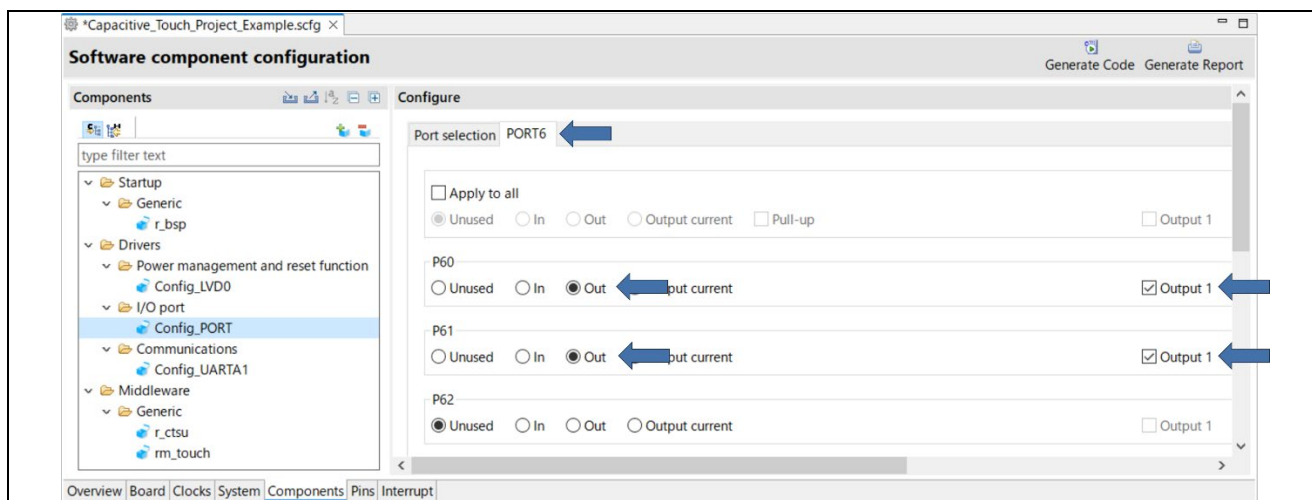 *Capacitive_Touch_Project_Example.scfg
Software component configuration
Generate Code Generate Report
Components
Configure
type filter text
Startup
Generic
r_bsp
Drivers
Power management and reset function
Config_LVD0
I/O port
Config_PORT
Communications
Config_UARTA1
Middleware
Generic
r_ctsu
rm_touch
Port selection PORT6
Apply to all
Unused In Out Output current Pull-up Output 1
P60
Unused In Out put current Output 1
P61
Unused In Out put current Output 1
P62
Unused In Out Output current Output 1
Overview Board Clocks System Components Pins Interrupt